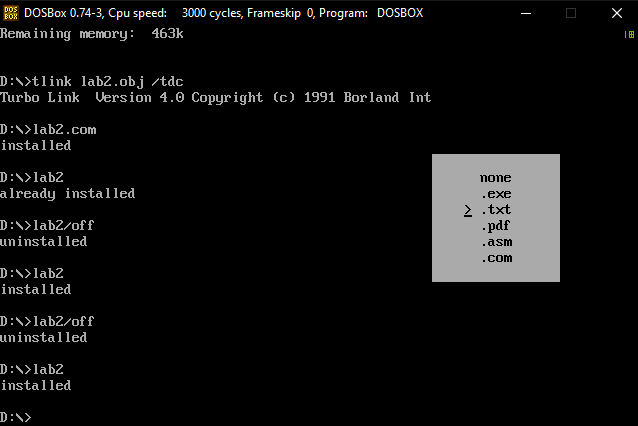 DOS BOX
DOSBox 0.74-3, Cpu speed: 3000 cycles, Frameskip 0, Program: DOSBOX
Remaining memory: 463k
D:\>tlink lab2.obj /tdc
Turbo Link Version 4.0 Copyright (c) 1991 Borland Int
D:\>lab2.com
installed
D:\>lab2
already installed
D:\>lab2/off
uninstalled
D:\>lab2
installed
D:\>lab2/off
uninstalled
D:\>lab2
installed
D:\>
none
.exe
> .txt
.pdf
.asm
.com